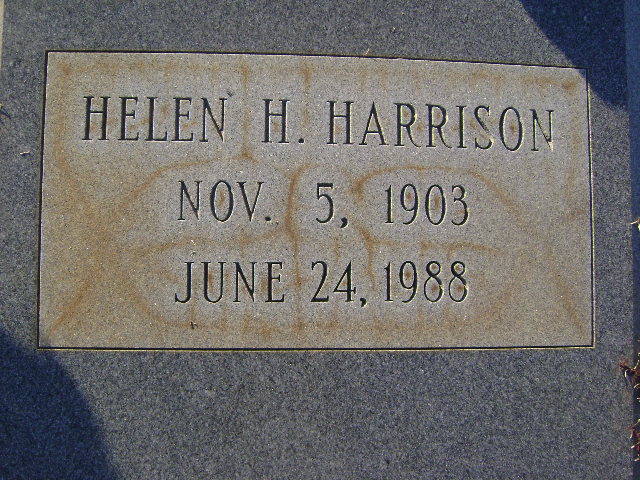 HELEN H. HARRISON
NOV. 5, 1903
JUNE 24, 1988